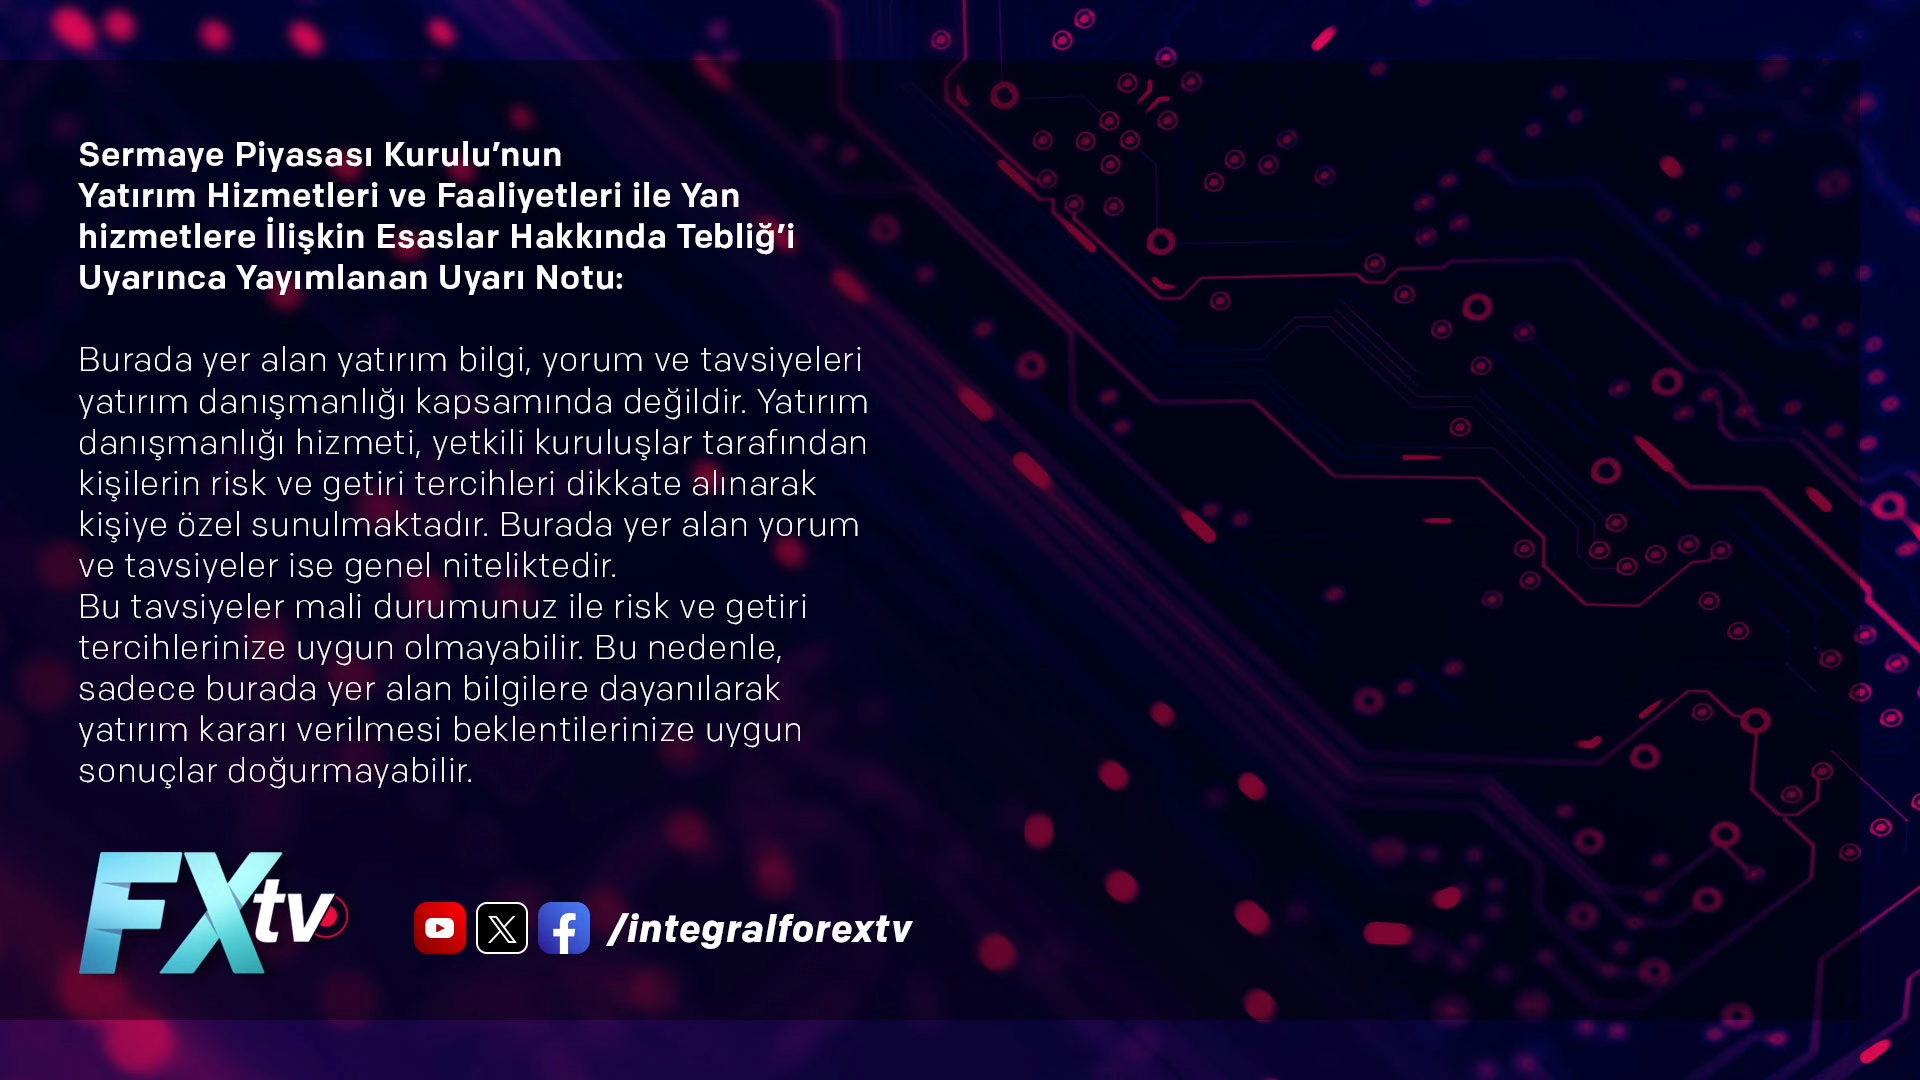 Sermaye Piyasası Kurulu’nun
Yatırım Hizmetleri ve Faaliyetleri ile Yan
hizmetlere İlişkin Esaslar Hakkında Tebliğ’i
Uyarınca Yayımlanan Uyarı Notu:
Burada yer alan yatırım bilgi, yorum ve tavsiyeleri
yatırım danışmanlığı kapsamında değildir. Yatırım
danışmanlığı hizmeti, yetkili kuruluşlar tarafından
kişilerin risk ve getiri tercihleri dikkate alınarak
kişiye özel sunulmaktadır. Burada yer alan yorum
ve tavsiyeler ise genel niteliktedir.
Bu tavsiyeler mali durumunuz ile risk ve getiri
tercihlerinize uygun olmayabilir. Bu nedenle,
sadece burada yer alan bilgilere dayanılarak
yatırım kararı verilmesi beklentilerinize uygun
sonuçlar doğurmayabilir.
FXtv
/integralforextv